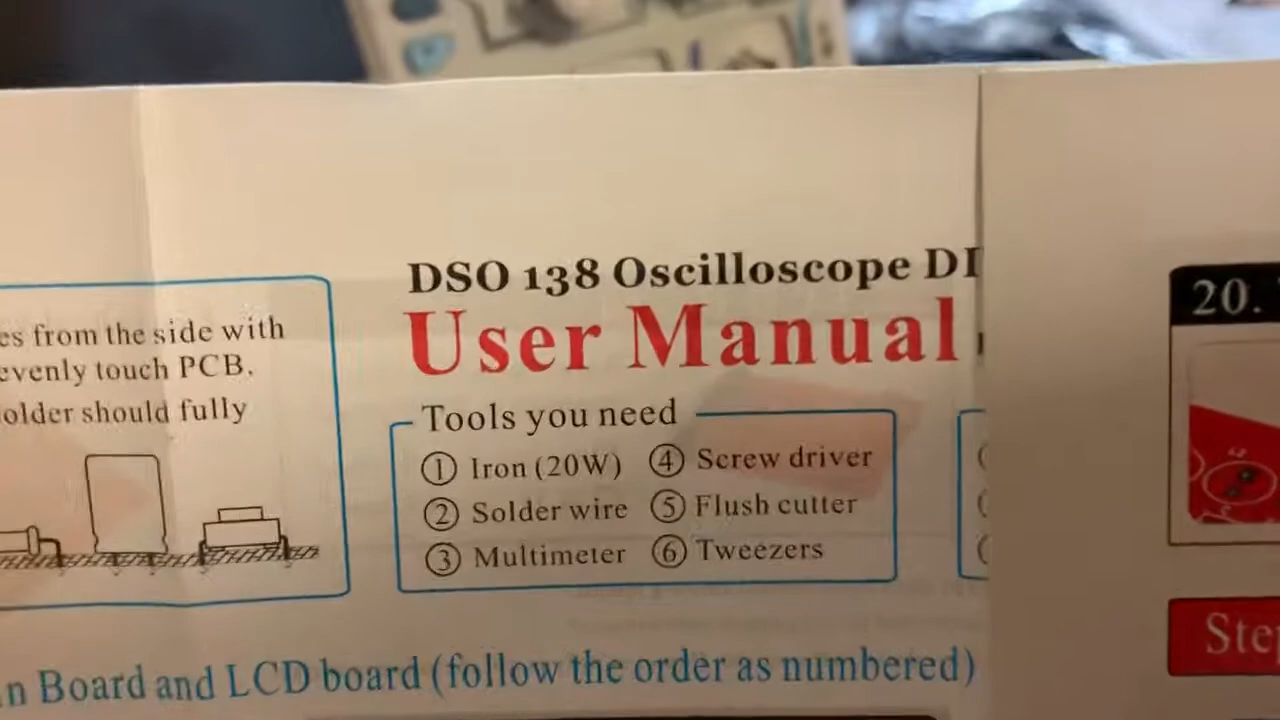 es from the side with
evenly touch PCB.
older should fully
DSO 138 Oscilloscope DI
User Manual
Tools you need
① Iron (20W) ④ Screw driver
② Solder wire ⑤ Flush cutter
③ Multimeter ⑥ Tweezers
n Board and LCD board (follow the order as numbered)
20.
Step